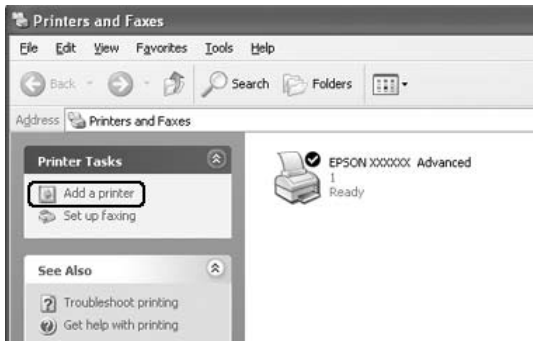 Printers and Faxes
File Edit View Favorites Tools Help
Back Search Folders
Address Printers and Faxes
Printer Tasks
Add a printer
Set up faxing
See Also
Troubleshoot printing
Get help with printing
EPSON XXXXXX Advanced
1
Ready